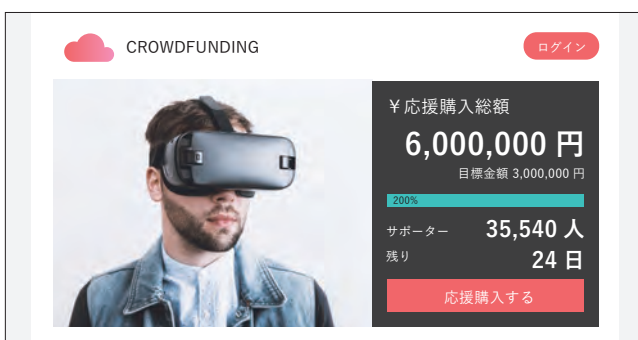 CROWDFUNDING
ログイン
¥応援購入総額
6,000,000 円
目標金額 3,000,000 円
200%
サポーター 35,540 人
残り 24 日
応援購入する